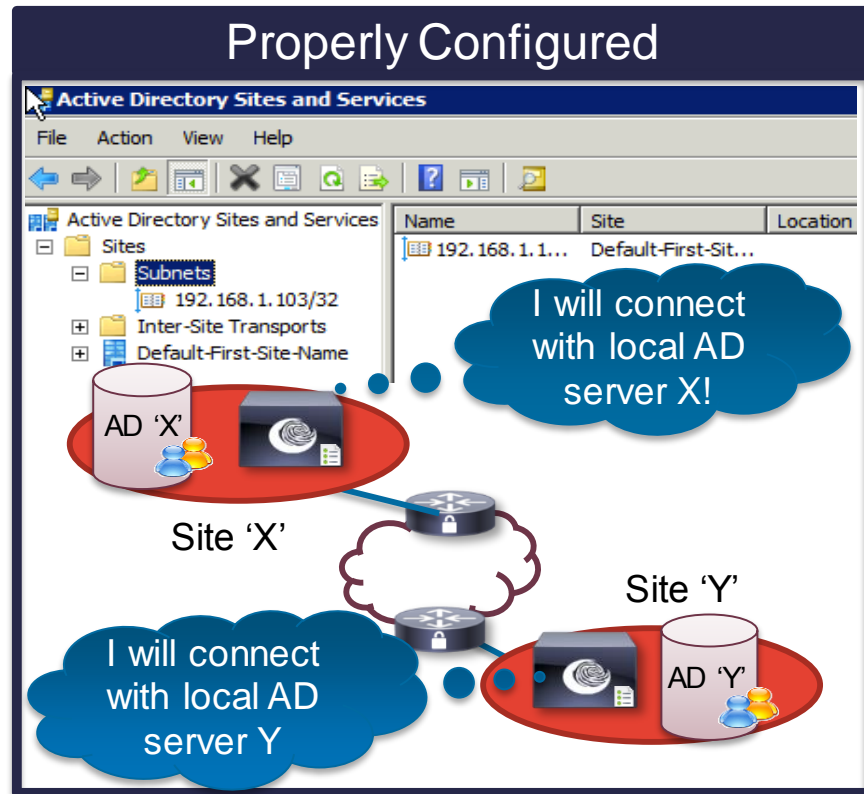 Properly Configured
Active Directory Sites and Services
File Action View Help
Active Directory Sites and Services
Sites
Subnets
192.168.1.103/32
Inter-Site Transports
Default-First-Site-Name
Name Site Location
192.168.1.1... Default-First-Sit...
I will connect
with local AD
server X!
AD ‘X’
Site ‘X’
Site ‘Y’
I will connect
with local AD
server Y
AD ‘Y’